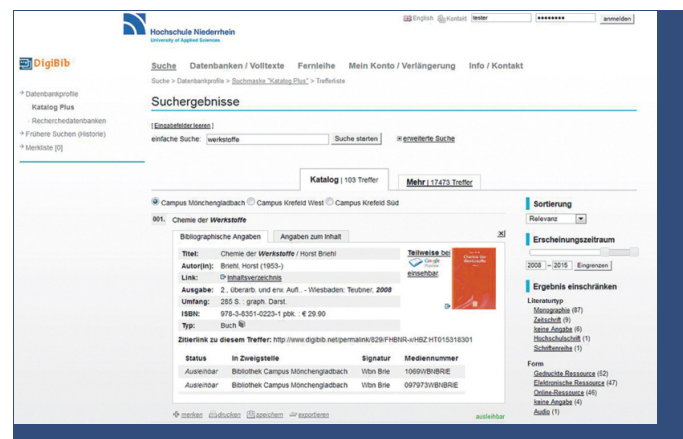 English Kontakt tester •••••••• anmelden
Hochschule Niederrhein
University of Applied Sciences
DigiBib
Suche Datenbanken / Volltexte Fernleihe Mein Konto / Verlängerung Info / Kontakt
Suche > Datenbankprofile > Suchmaske "Katalog Plus" > Trefferliste
Datenbankprofile
Katalog Plus
Recherchedatenbanken
Frühere Suchen (Historie)
Merkliste [0]
Suchergebnisse
[ Eingabefelder leeren ]
einfache Suche: werkstoffe Suche starten erweiterte Suche
Katalog | 103 Treffer Mehr | 17473 Treffer
Campus Mönchengladbach Campus Krefeld West Campus Krefeld Süd
001. Chemie der Werkstoffe
Bibliographische Angaben Angaben zum Inhalt
Titel: Chemie der Werkstoffe / Horst Briehl
Autor(in): Briehl, Horst (1953-)
Link: Inhaltsverzeichnis
Ausgabe: 2., überarb. und erw. Aufl.. - Wiesbaden: Teubner, 2008
Umfang: 285 S. : graph. Darst.
ISBN: 978-3-8351-0223-1 pbk. : € 29.90
Typ: Buch
Teilweise bei
Google
einsehbar.
Chemie der
Werkstoffe
Zitierlink zu diesem Treffer: http://www.digibib.net/permalink/829/FHBNR-x/HBZ:HT015318301
Status In Zweigstelle Signatur Mediennummer
Ausleihbar Bibliothek Campus Mönchengladbach Wbn Brie 1069WBNBRIE
Ausleihbar Bibliothek Campus Mönchengladbach Wbn Brie 097973WBNBRIE
merken drucken speichern exportieren ausleihbar
Sortierung
Relevanz
Erscheinungszeitraum
2008 – 2015 Eingrenzen
Ergebnis einschränken
Literaturtyp
Monographie (87)
Zeitschrift (9)
keine Angabe (6)
Hochschulschrift (1)
Schriftenreihe (1)
Form
Gedruckte Ressource (52)
Elektronische Ressource (47)
Online-Ressource (46)
keine Angabe (4)
Audio (1)